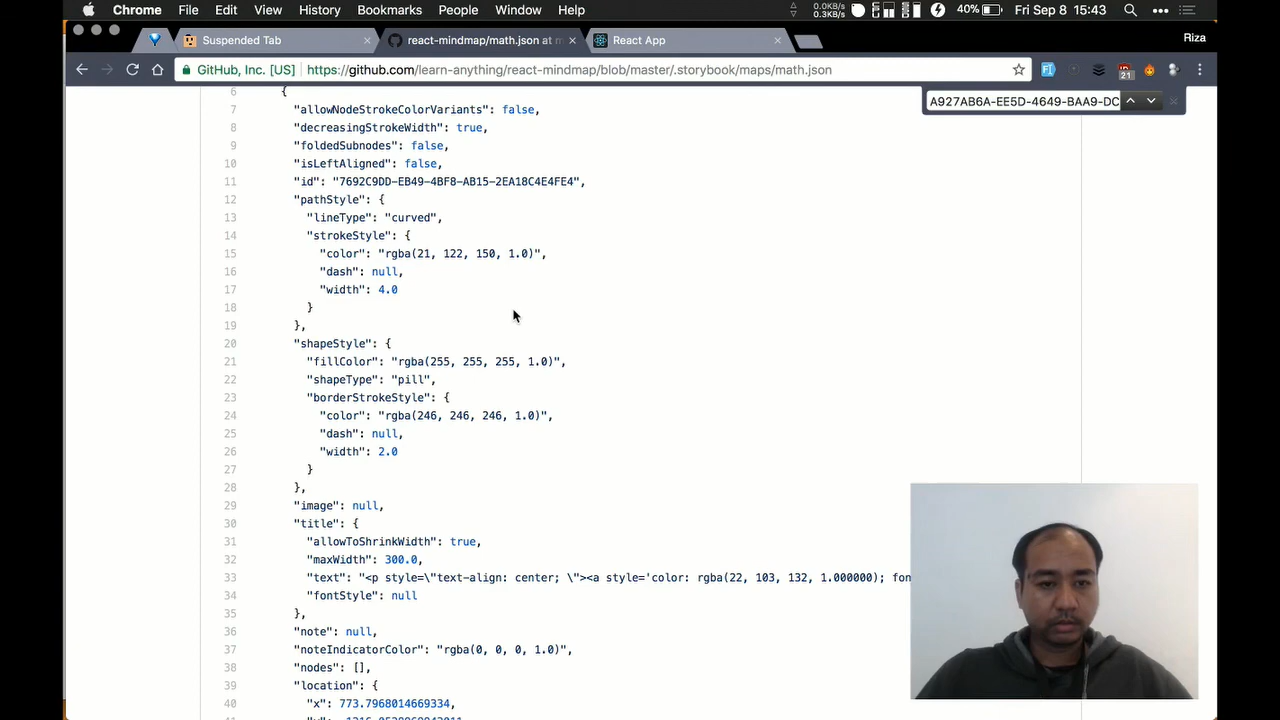 Chrome File Edit View History Bookmarks People Window Help 0.0KB/s 0.3KB/s 40% Fri Sep 8 15:43
Suspended Tab react-mindmap/math.json at m React App Riza
GitHub, Inc. [US] https://github.com/learn-anything/react-mindmap/blob/master/.storybook/maps/math.json 21
A927AB6A-EE5D-4649-BAA9-DC
6 {
7 "allowNodeStrokeColorVariants": false,
8 "decreasingStrokeWidth": true,
9 "foldedSubnodes": false,
10 "isLeftAligned": false,
11 "id": "7692C9DD-EB49-4BF8-AB15-2EA18C4E4FE4",
12 "pathStyle": {
13 "lineType": "curved",
14 "strokeStyle": {
15 "color": "rgba(21, 122, 150, 1.0)",
16 "dash": null,
17 "width": 4.0
18 }
19 },
20 "shapeStyle": {
21 "fillColor": "rgba(255, 255, 255, 1.0)",
22 "shapeType": "pill",
23 "borderStrokeStyle": {
24 "color": "rgba(246, 246, 246, 1.0)",
25 "dash": null,
26 "width": 2.0
27 }
28 },
29 "image": null,
30 "title": {
31 "allowToShrinkWidth": true,
32 "maxWidth": 300.0,
33 "text": "<p style=\"text-align: center; \"><a style='color: rgba(22, 103, 132, 1.000000); fon
34 "fontStyle": null
35 },
36 "note": null,
37 "noteIndicatorColor": "rgba(0, 0, 0, 1.0)",
38 "nodes": [],
39 "location": {
40 "x": 773.7968014669334,